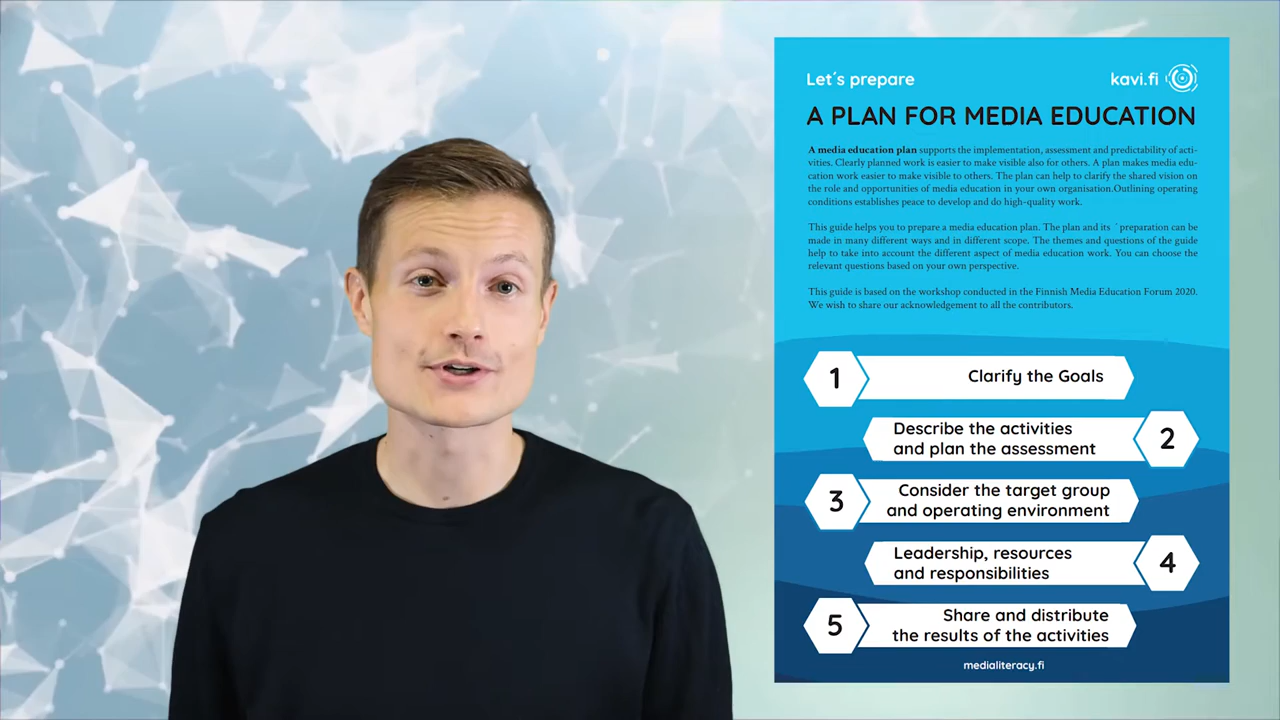 Let´s prepare
kavi.fi
A PLAN FOR MEDIA EDUCATION
A media education plan supports the implementation, assessment and predictability of acti-
vities. Clearly planned work is easier to make visible also for others. A plan makes media edu-
cation work easier to make visible to others. The plan can help to clarify the shared vision on
the role and opportunities of media education in your own organisation.Outlining operating
conditions establishes peace to develop and do high-quality work.
This guide helps you to prepare a media education plan. The plan and its ´preparation can be
made in many different ways and in different scope. The themes and questions of the guide
help to take into account the different aspect of media education work. You can choose the
relevant questions based on your own perspective.
This guide is based on the workshop conducted in the Finnish Media Education Forum 2020.
We wish to share our acknowledgement to all the contributors.
1
Clarify the Goals
Describe the activities
and plan the assessment
2
3
Consider the target group
and operating environment
Leadership, resources
and responsibilities
4
5
Share and distribute
the results of the activities
medialiteracy.fi